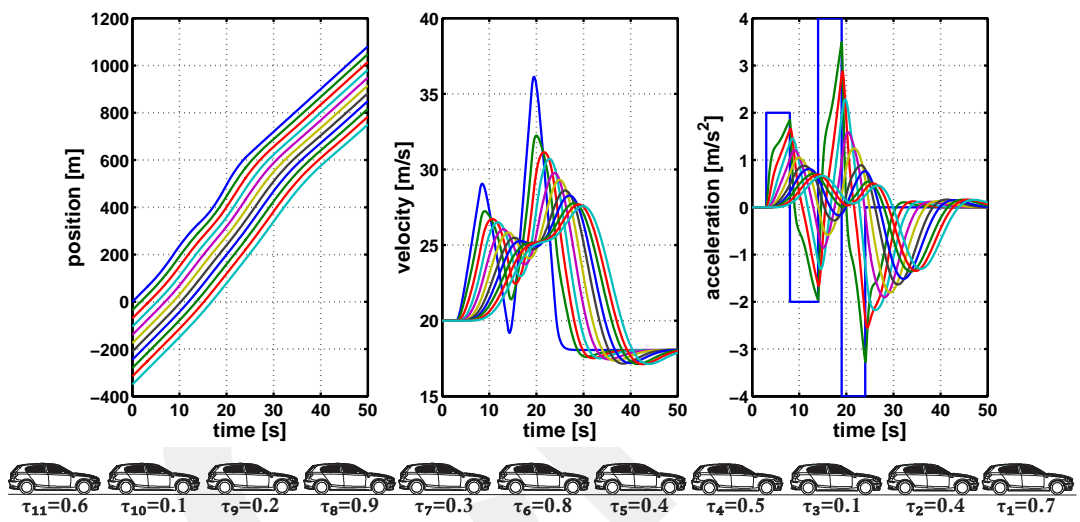 1200
1000
800
600
400
200
0
−200
−400
0 10 20 30 40 50
time [s]
position [m]
40
35
30
25
20
15
0 10 20 30 40 50
time [s]
velocity [m/s]
4
3
2
1
0
−1
−2
−3
−4
0 10 20 30 40 50
time [s]
acceleration [m/s²]
τ₁₁=0.6 τ₁₀=0.1 τ₉=0.2 τ₈=0.9 τ₇=0.3 τ₆=0.8 τ₅=0.4 τ₄=0.5 τ₃=0.1 τ₂=0.4 τ₁=0.7